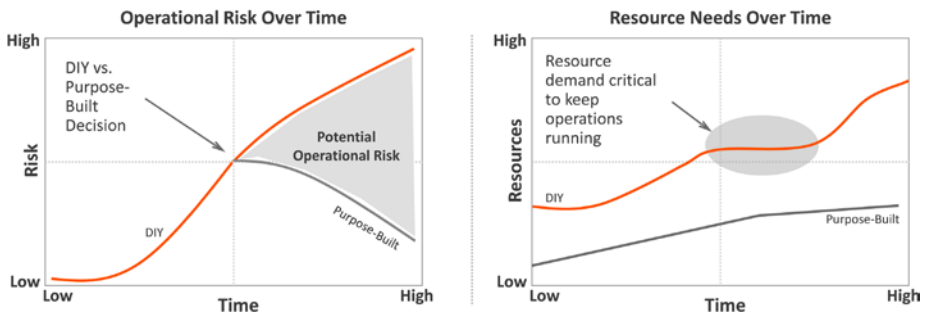 Operational Risk Over Time
High
DIY vs.
Purpose-
Built
Decision
Potential
Operational Risk
Risk
DIY
Purpose-Built
Low
Low
Time
High
Resource Needs Over Time
High
Resource
demand critical
to keep
operations
running
Resources
DIY
Purpose-Built
Low
Low
Time
High